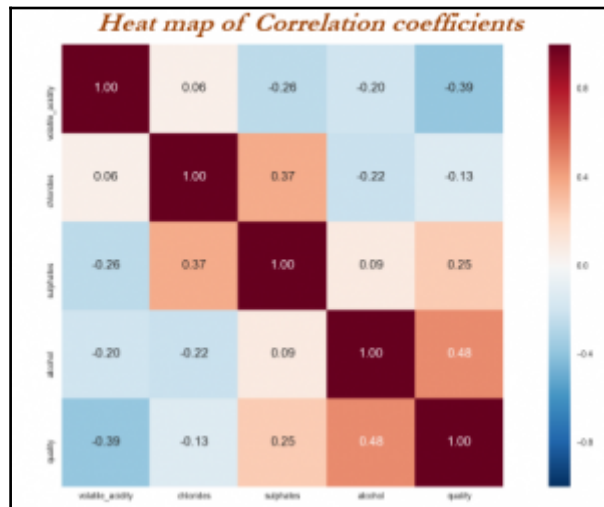 Heat map of Correlation coefficients
volatile_acidity 1.00 0.06 -0.26 -0.20 -0.39
chlorides 0.06 1.00 0.37 -0.22 -0.13
sulphates -0.26 0.37 1.00 0.09 0.25
alcohol -0.20 -0.22 0.09 1.00 0.48
quality -0.39 -0.13 0.25 0.48 1.00
volatile_acidity chlorides sulphates alcohol quality
0.8
0.4
0.0
-0.4
-0.8